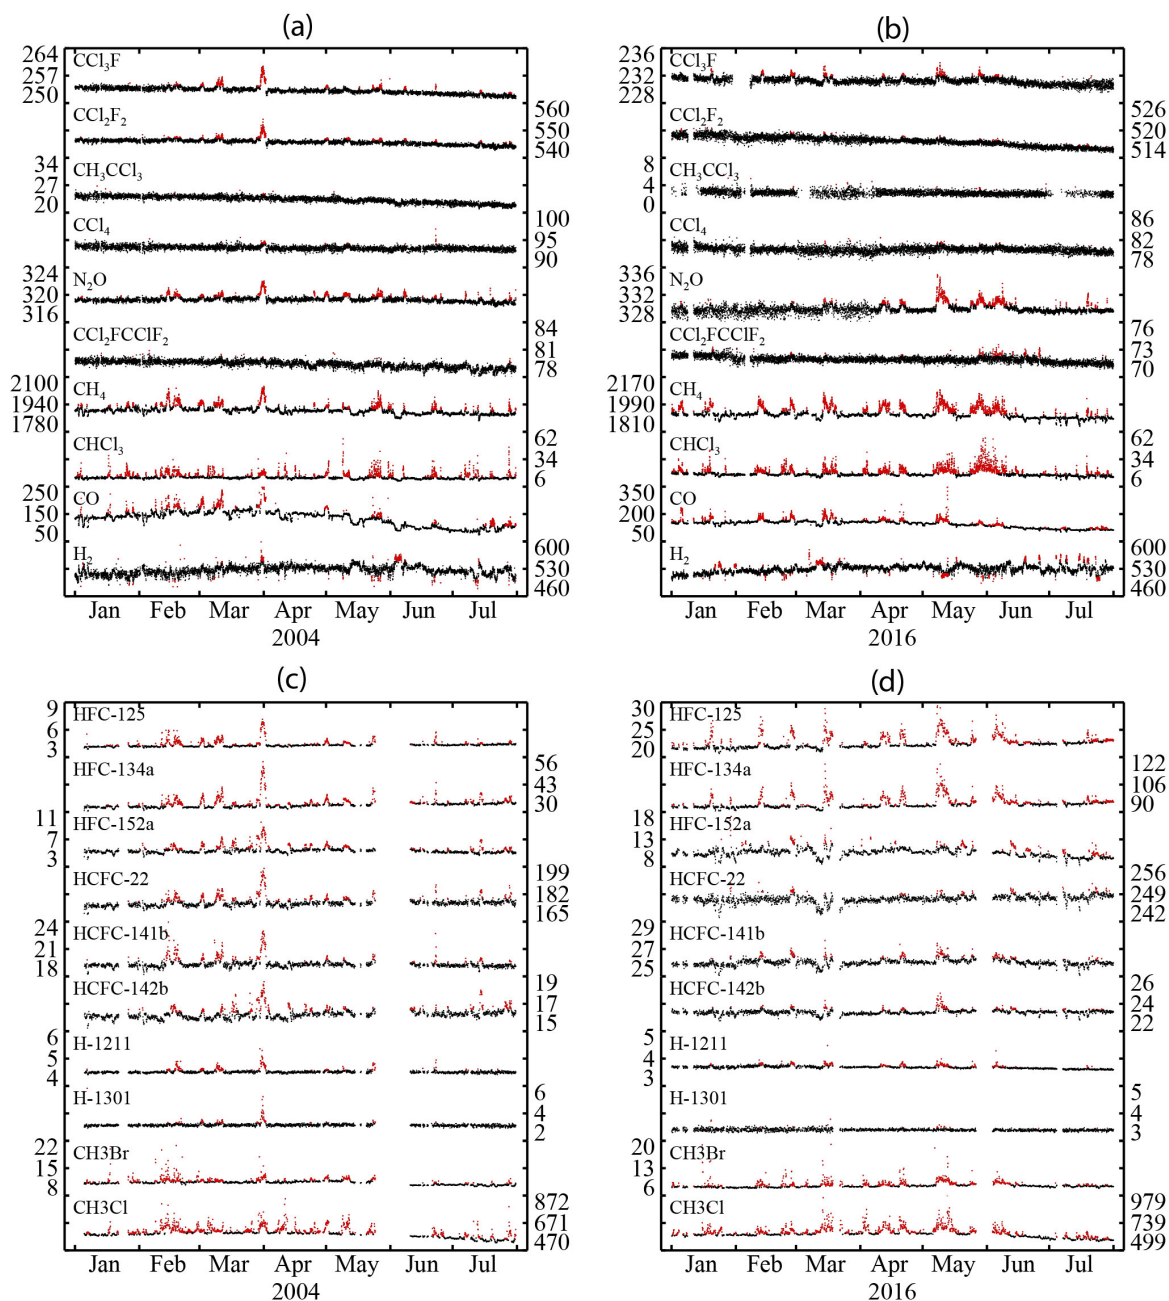 (a)
264
257
250
CCl3F
560
550
540
CCl2F2
34
27
20
CH3CCl3
100
95
90
CCl4
324
320
316
N2O
84
81
78
CCl2FCClF2
2100
1940
1780
CH4
62
34
6
CHCl3
250
150
50
CO
600
530
460
H2
Jan Feb Mar Apr May Jun Jul
2004
(b)
236
232
228
CCl3F
526
520
514
CCl2F2
8
4
0
CH3CCl3
86
82
78
CCl4
336
332
328
N2O
76
73
70
CCl2FCClF2
2170
1990
1810
CH4
62
34
6
CHCl3
350
200
50
CO
600
530
460
H2
Jan Feb Mar Apr May Jun Jul
2016
(c)
9
6
3
HFC-125
56
43
30
HFC-134a
11
7
3
HFC-152a
199
182
165
HCFC-22
24
21
18
HCFC-141b
19
17
15
HCFC-142b
6
5
4
H-1211
6
4
2
H-1301
22
15
8
CH3Br
872
671
470
CH3Cl
Jan Feb Mar Apr May Jun Jul
2004
(d)
30
25
20
HFC-125
122
106
90
HFC-134a
18
13
8
HFC-152a
256
249
242
HCFC-22
29
27
25
HCFC-141b
26
24
22
HCFC-142b
5
4
3
H-1211
5
4
3
H-1301
20
13
6
CH3Br
979
739
499
CH3Cl
Jan Feb Mar Apr May Jun Jul
2016